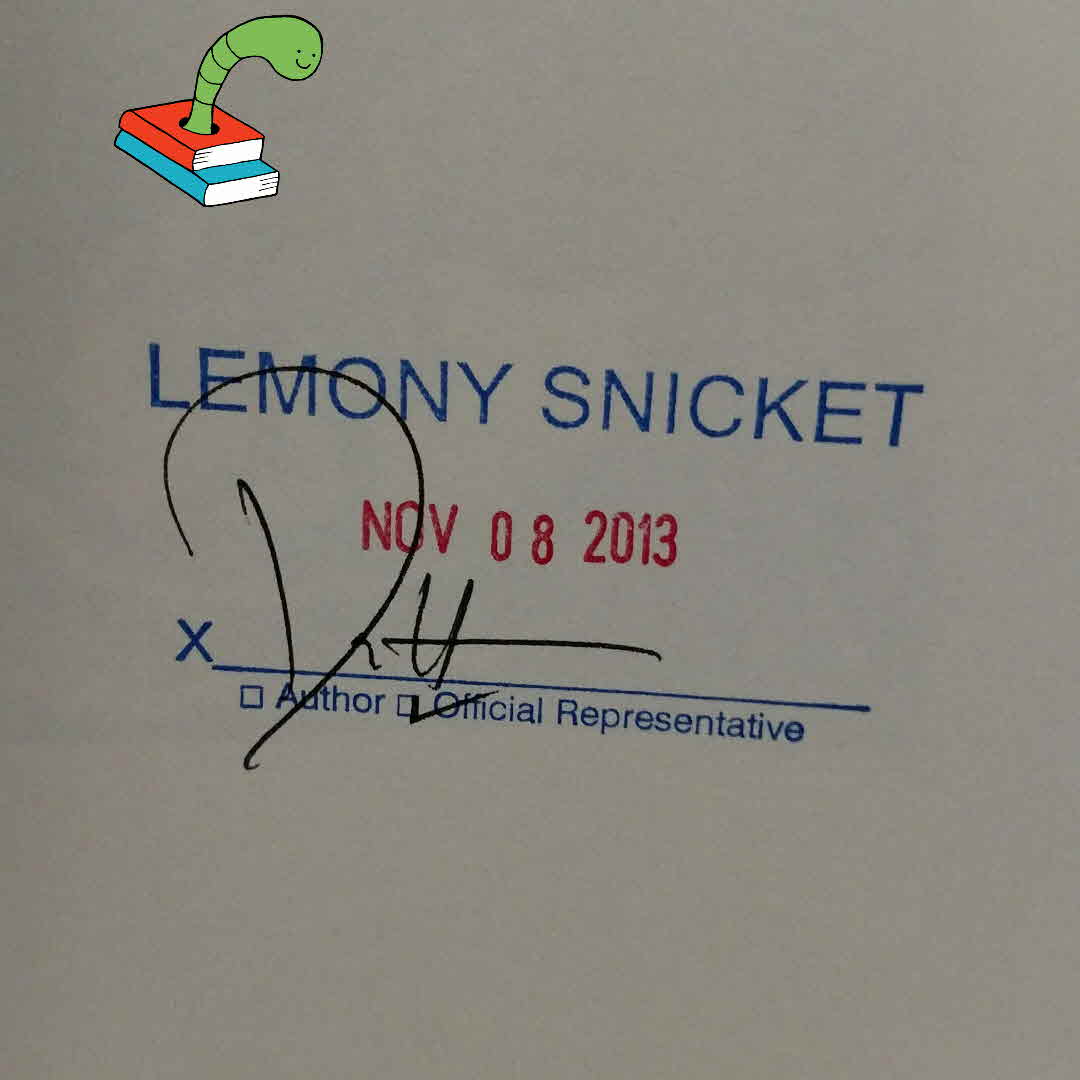 LEMONY SNICKET
NOV 08 2013
X
☐ Author ☑ Official Representative